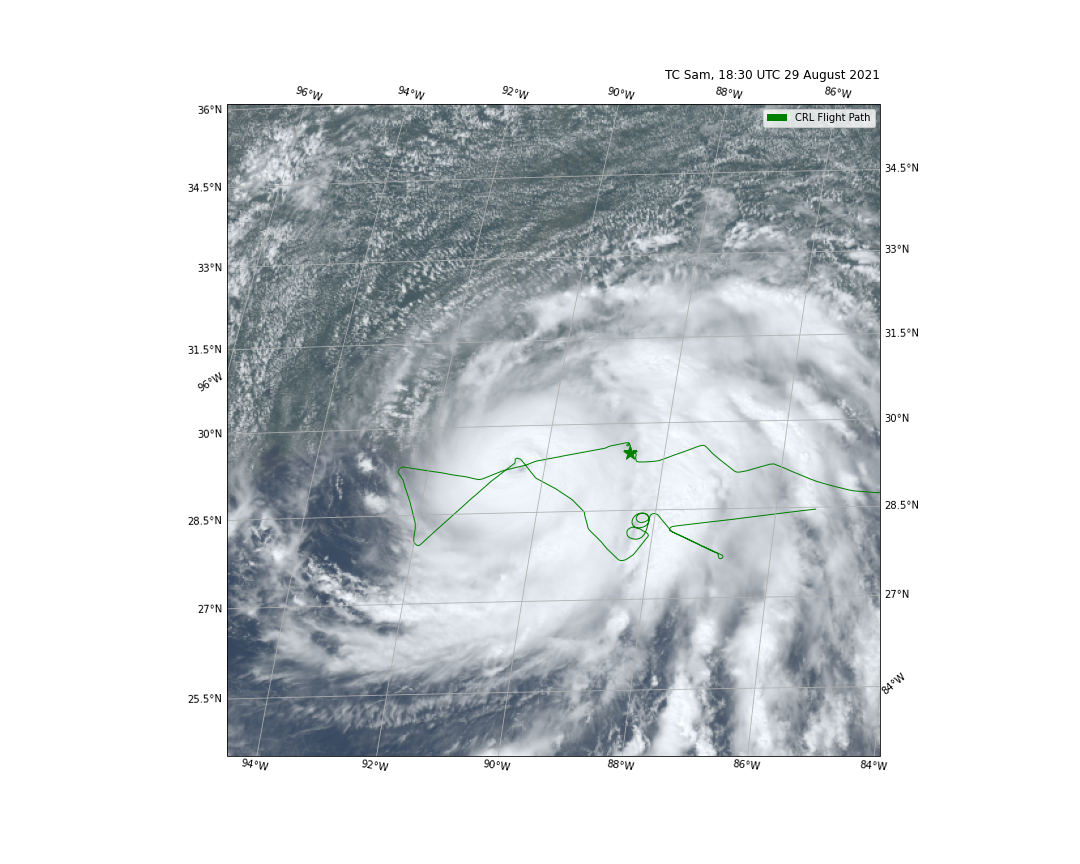 TC Sam, 18:30 UTC 29 August 2021
96°W 94°W 92°W 90°W 88°W 86°W
CRL Flight Path
36°N
34.5°N 34.5°N
33°N 33°N
31.5°N 31.5°N
96°W
30°N 30°N
28.5°N 28.5°N
27°N 27°N
84°W
25.5°N
94°W 92°W 90°W 88°W 86°W 84°W